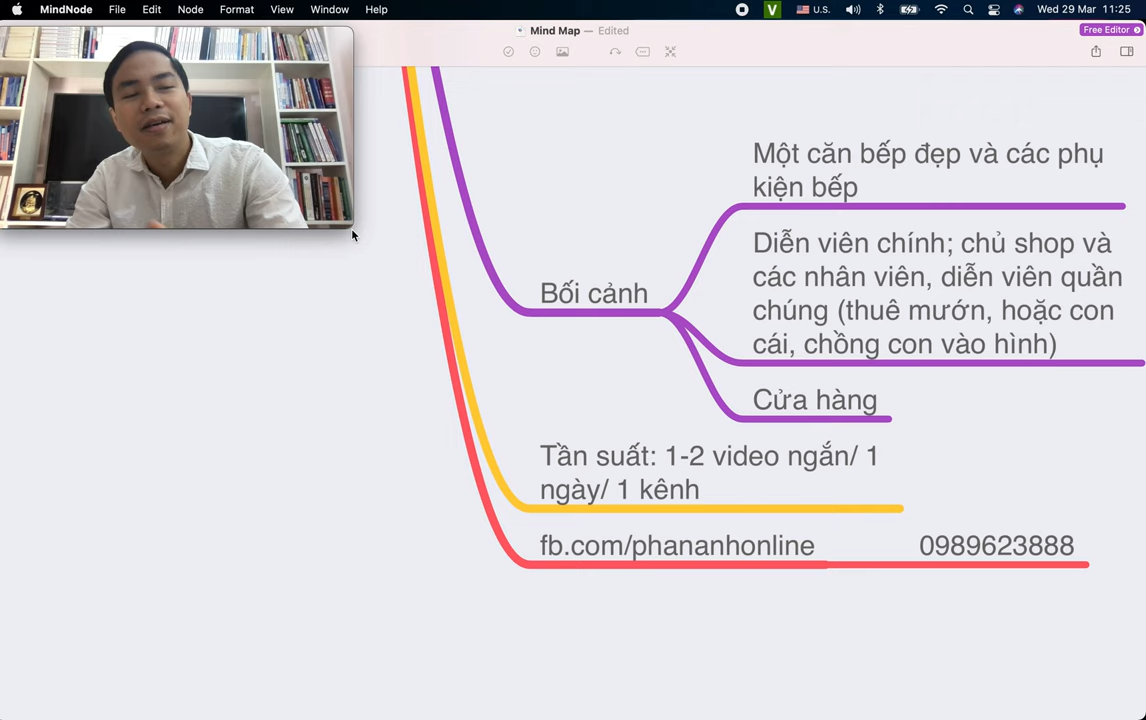 MindNode File Edit Node Format View Window Help V U.S. Wed 29 Mar 11:25
Mind Map — Edited
Free Editor
Một căn bếp đẹp và các phụ
kiện bếp
Diễn viên chính; chủ shop và
các nhân viên, diễn viên quần
chúng (thuê mướn, hoặc con
cái, chồng con vào hình)
Bối cảnh
Cửa hàng
Tần suất: 1-2 video ngắn/ 1
ngày/ 1 kênh
fb.com/phananhonline 0989623888